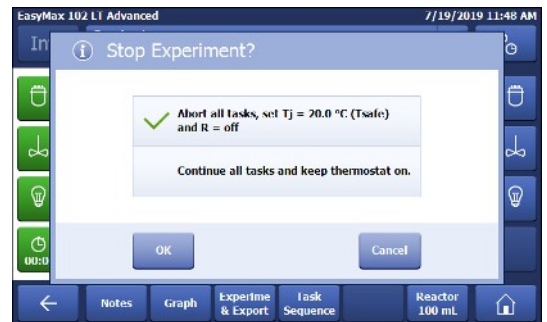 EasyMax 102 LT Advanced 7/19/2019 11:48 AM
In
Stop Experiment?
Abort all tasks, set Tj = 20.0 °C (Tsafe)
and R = off
Continue all tasks and keep thermostat on.
00:0
OK Cancel
Notes Graph Experime & Export Task Sequence Reactor 100 mL